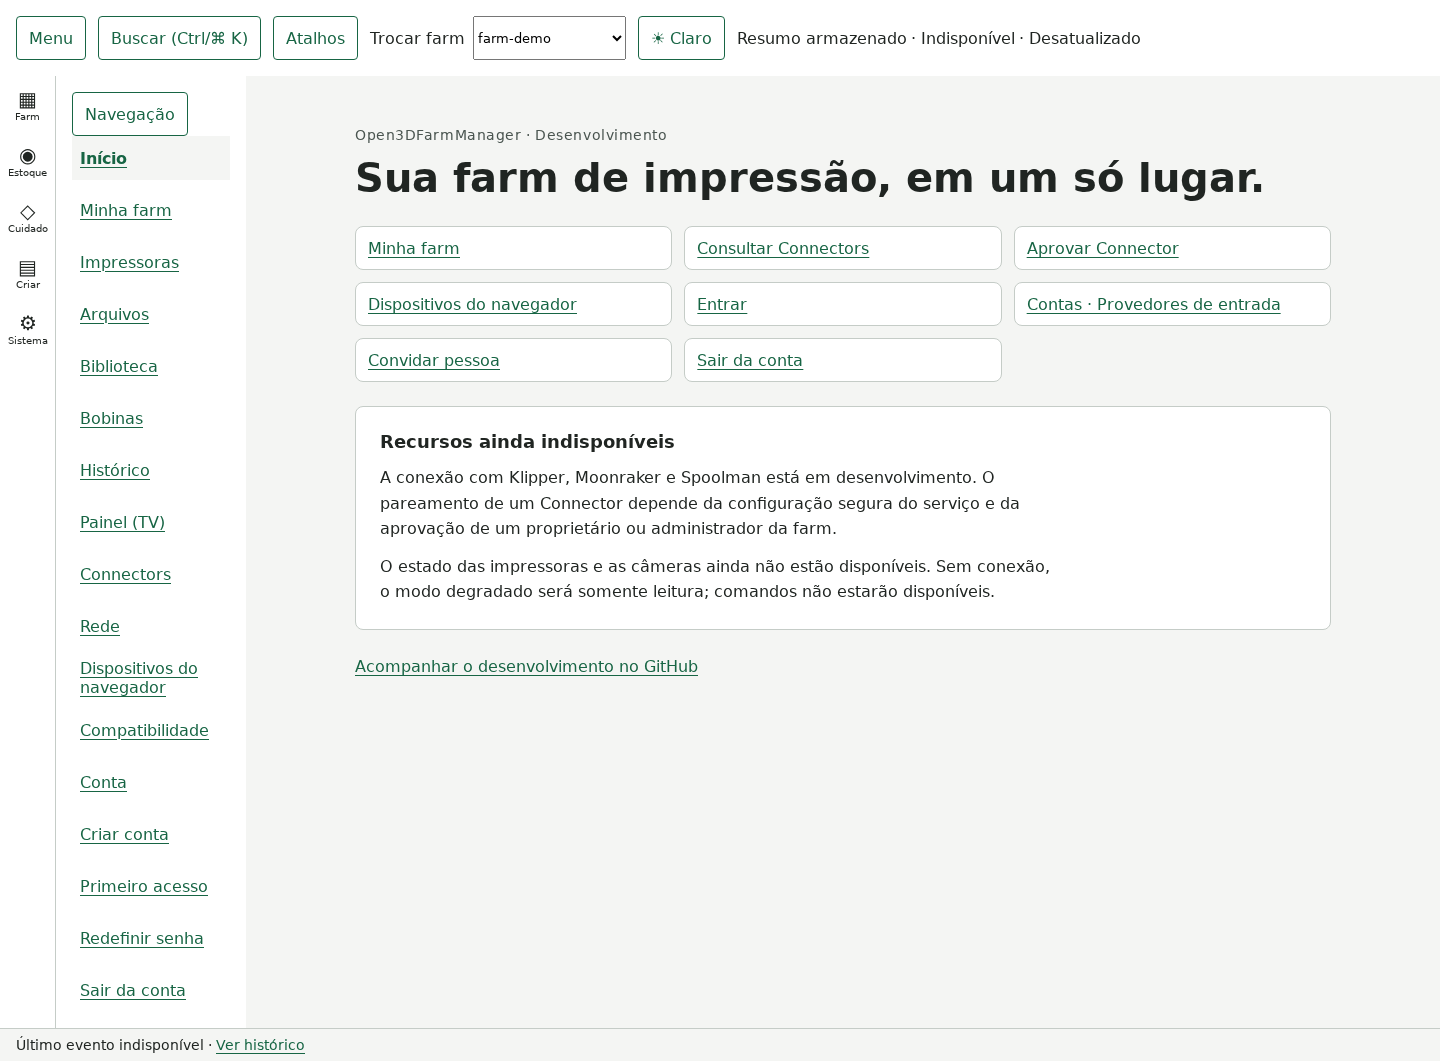 Menu
Buscar (Ctrl/⌘ K)
Atalhos
Trocar farm
farm-demo
☀ Claro
Resumo armazenado · Indisponível · Desatualizado
Farm
Estoque
Cuidado
Criar
Sistema
Navegação
Início
Minha farm
Impressoras
Arquivos
Biblioteca
Bobinas
Histórico
Painel (TV)
Connectors
Rede
Dispositivos do
navegador
Compatibilidade
Conta
Criar conta
Primeiro acesso
Redefinir senha
Sair da conta
Open3DFarmManager · Desenvolvimento
Sua farm de impressão, em um só lugar.
Minha farm
Consultar Connectors
Aprovar Connector
Dispositivos do navegador
Entrar
Contas · Provedores de entrada
Convidar pessoa
Sair da conta
Recursos ainda indisponíveis
A conexão com Klipper, Moonraker e Spoolman está em desenvolvimento. O
pareamento de um Connector depende da configuração segura do serviço e da
aprovação de um proprietário ou administrador da farm.
O estado das impressoras e as câmeras ainda não estão disponíveis. Sem conexão,
o modo degradado será somente leitura; comandos não estarão disponíveis.
Acompanhar o desenvolvimento no GitHub
Último evento indisponível · Ver histórico